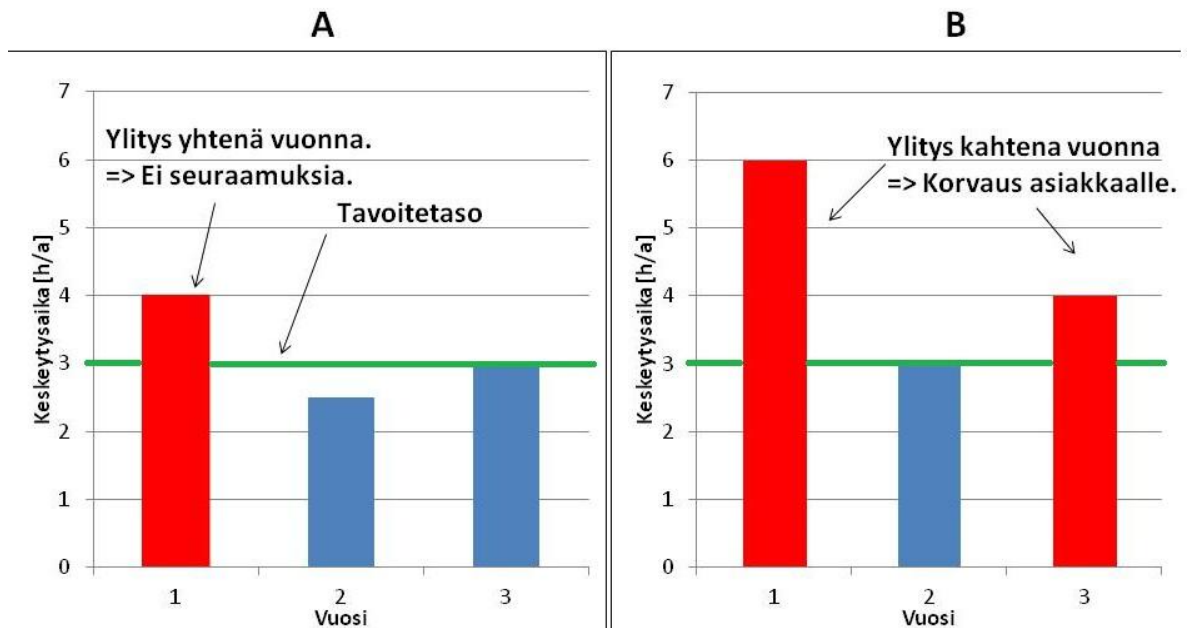 A
Keskeytysaika [h/a]
7
6
5
4
3
2
1
0
Ylitys yhtenä vuonna.
=> Ei seuraamuksia.
Tavoitetaso
1 2 3
Vuosi
B
Keskeytysaika [h/a]
7
6
5
4
3
2
1
0
Ylitys kahtena vuonna
=> Korvaus asiakkaalle.
1 2 3
Vuosi